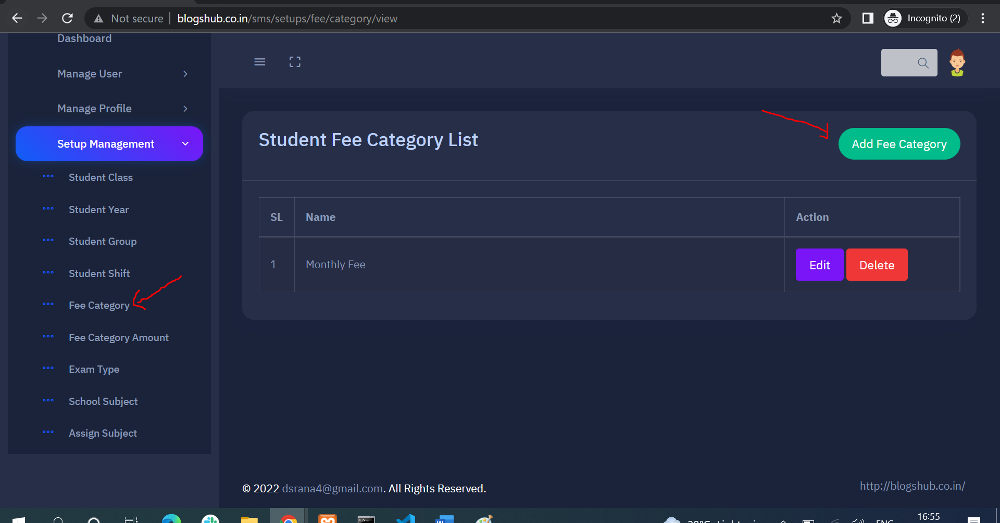 Not secure
blogshub.co.in/sms/setups/fee/category/view
Incognito (2)
Dashboard
Manage User
Manage Profile
Setup Management
Student Class
Student Year
Student Group
Student Shift
Fee Category
Fee Category Amount
Exam Type
School Subject
Assign Subject
Student Fee Category List
Add Fee Category
SL Name Action
1 Monthly Fee Edit Delete
© 2022 dsrana4@gmail.com. All Rights Reserved.
http://blogshub.co.in/
16:55